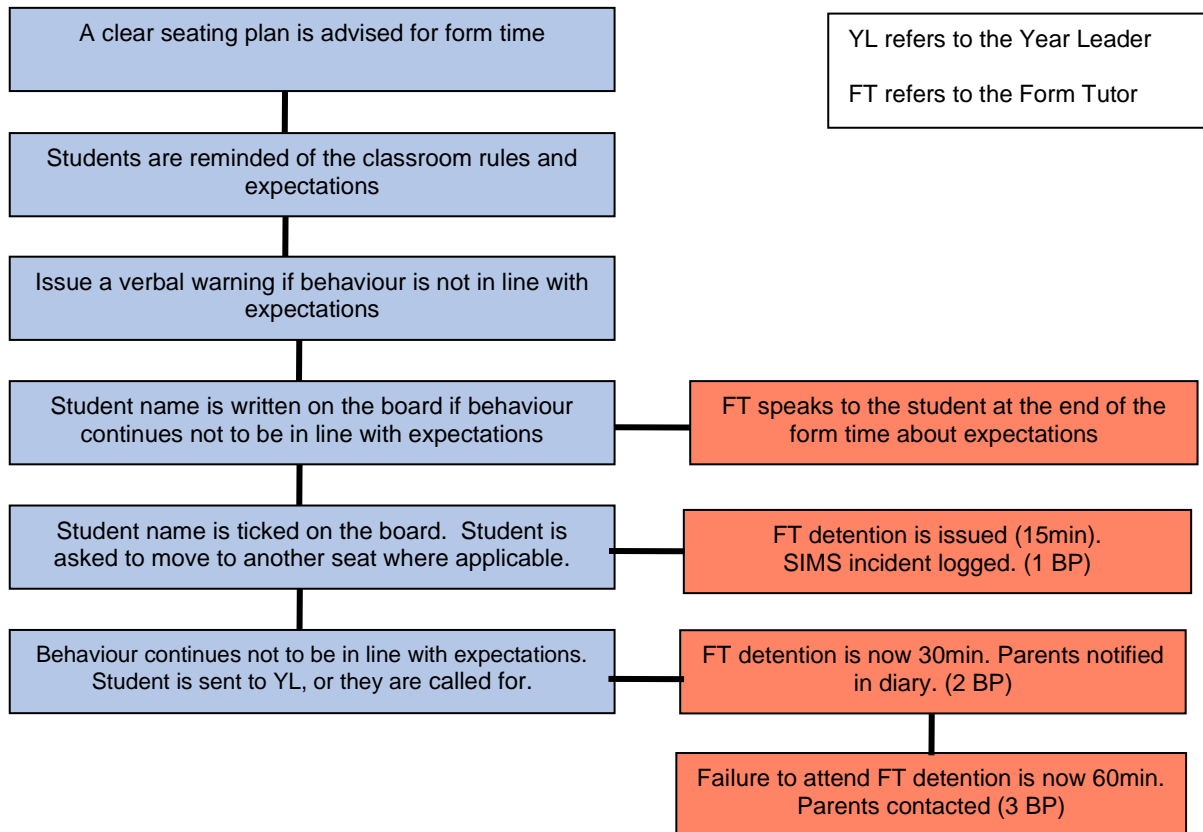 A clear seating plan is advised for form time
YL refers to the Year Leader
FT refers to the Form Tutor
Students are reminded of the classroom rules and
expectations
Issue a verbal warning if behaviour is not in line with
expectations
Student name is written on the board if behaviour
continues not to be in line with expectations
FT speaks to the student at the end of the
form time about expectations
Student name is ticked on the board.  Student is
asked to move to another seat where applicable.
FT detention is issued (15min).
SIMS incident logged. (1 BP)
Behaviour continues not to be in line with expectations.
Student is sent to YL, or they are called for.
FT detention is now 30min. Parents notified
in diary. (2 BP)
Failure to attend FT detention is now 60min.
Parents contacted (3 BP)